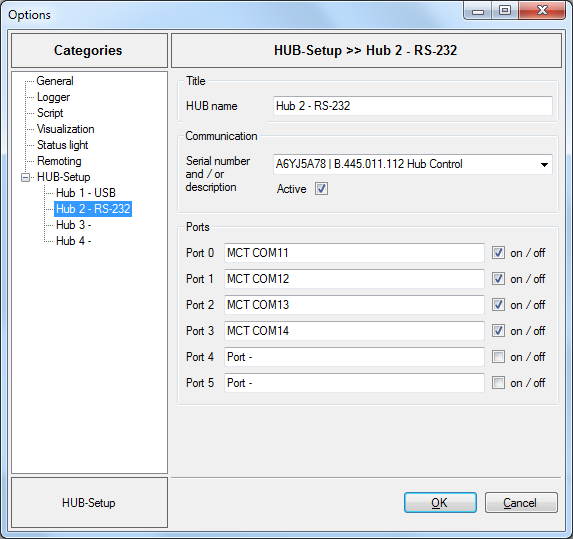 Options
Categories
General
Logger
Script
Visualization
Status light
Remoting
HUB-Setup
Hub 1 - USB
Hub 2 - RS-232
Hub 3 -
Hub 4 -
HUB-Setup
HUB-Setup >> Hub 2 - RS-232
Title
HUB name Hub 2 - RS-232
Communication
Serial number
and / or
description
A6YJ5A78 | B.445.011.112 Hub Control
Active
Ports
Port 0 MCT COM11 on / off
Port 1 MCT COM12 on / off
Port 2 MCT COM13 on / off
Port 3 MCT COM14 on / off
Port 4 Port - on / off
Port 5 Port - on / off
OK Cancel